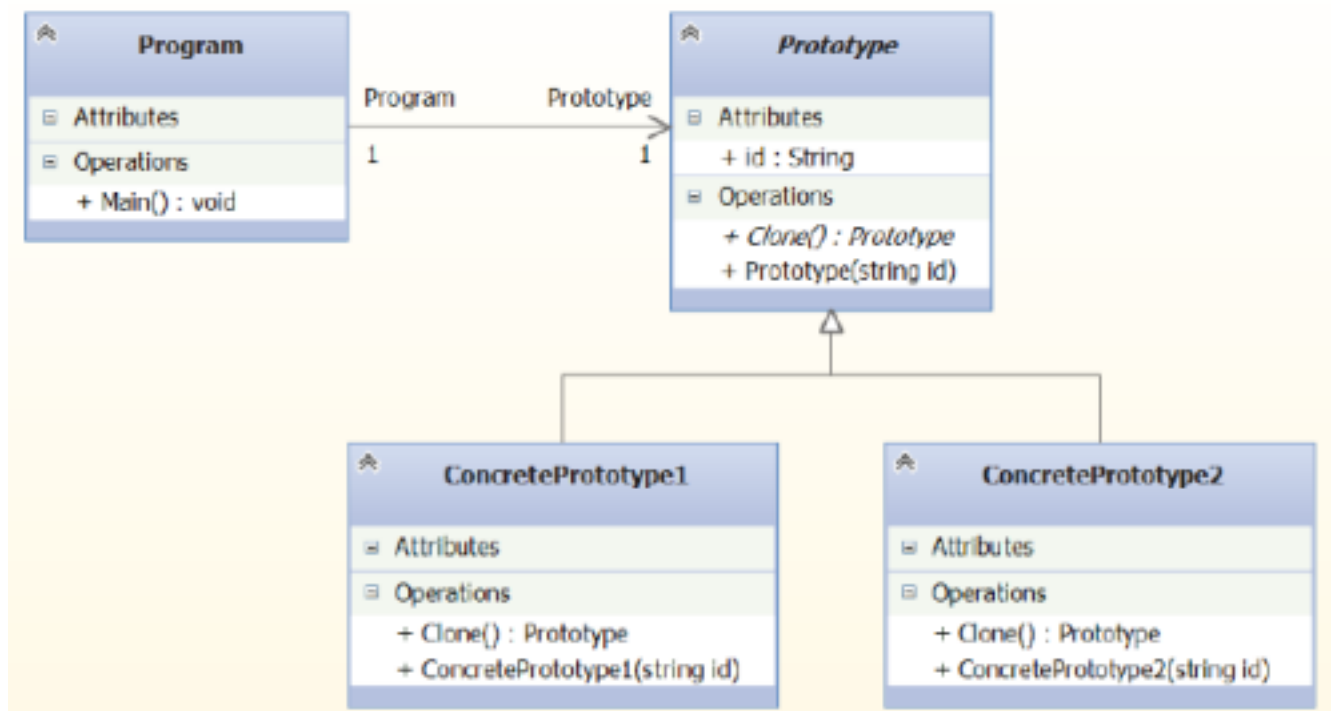 Program
Attributes
Operations
+ Main() : void
Program
Prototype
1
1
Prototype
Attributes
+ id : String
Operations
+ Clone() : Prototype
+ Prototype(string id)
ConcretePrototype1
Attributes
Operations
+ Clone() : Prototype
+ ConcretePrototype1(string id)
ConcretePrototype2
Attributes
Operations
+ Clone() : Prototype
+ ConcretePrototype2(string id)